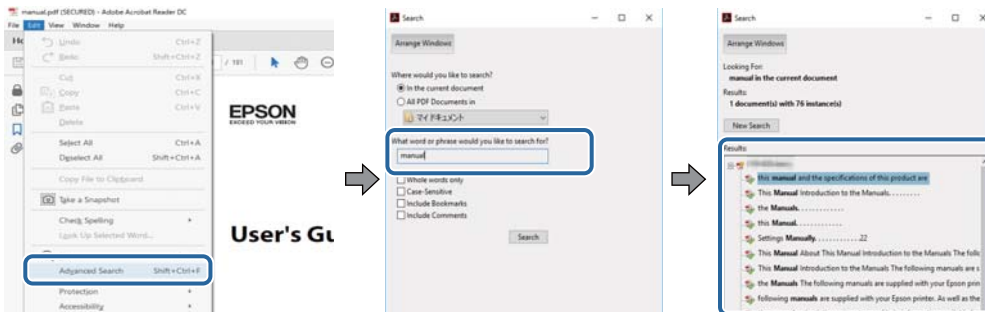 manual.pdf (SECURED) - Adobe Acrobat Reader DC
File Edit View Window Help
Undo Ctrl+Z
Redo Shift+Ctrl+Z
Cut Ctrl+X
Copy Ctrl+C
Paste Ctrl+V
Delete
Select All Ctrl+A
Deselect All Shift+Ctrl+A
Copy File to Clipboard
Take a Snapshot
Check Spelling
Look Up Selected Word...
Advanced Search Shift+Ctrl+F
Protection
Accessibility
/ 181
EPSON
EXCEED YOUR VISION
User's Gu
Search
Arrange Windows
Where would you like to search?
In the current document
All PDF Documents in
マイ ドキュメント
What word or phrase would you like to search for?
manual
Whole words only
Case-Sensitive
Include Bookmarks
Include Comments
Search
Search
Arrange Windows
Looking For:
manual in the current document
Results:
1 document(s) with 76 instance(s)
New Search
Results:
this manual and the specifications of this product are
This Manual Introduction to the Manuals. . . . . . . . .
the Manuals. . . . . . . . . . . . .
this Manual. . . . . . . . . . . . .
Settings Manually. . . . . . . . . . . .22
This Manual About This Manual Introduction to the Manuals The follo
This Manual Introduction to the Manuals The following manuals are s
the Manuals The following manuals are supplied with your Epson prin
following manuals are supplied with your Epson printer. As well as the